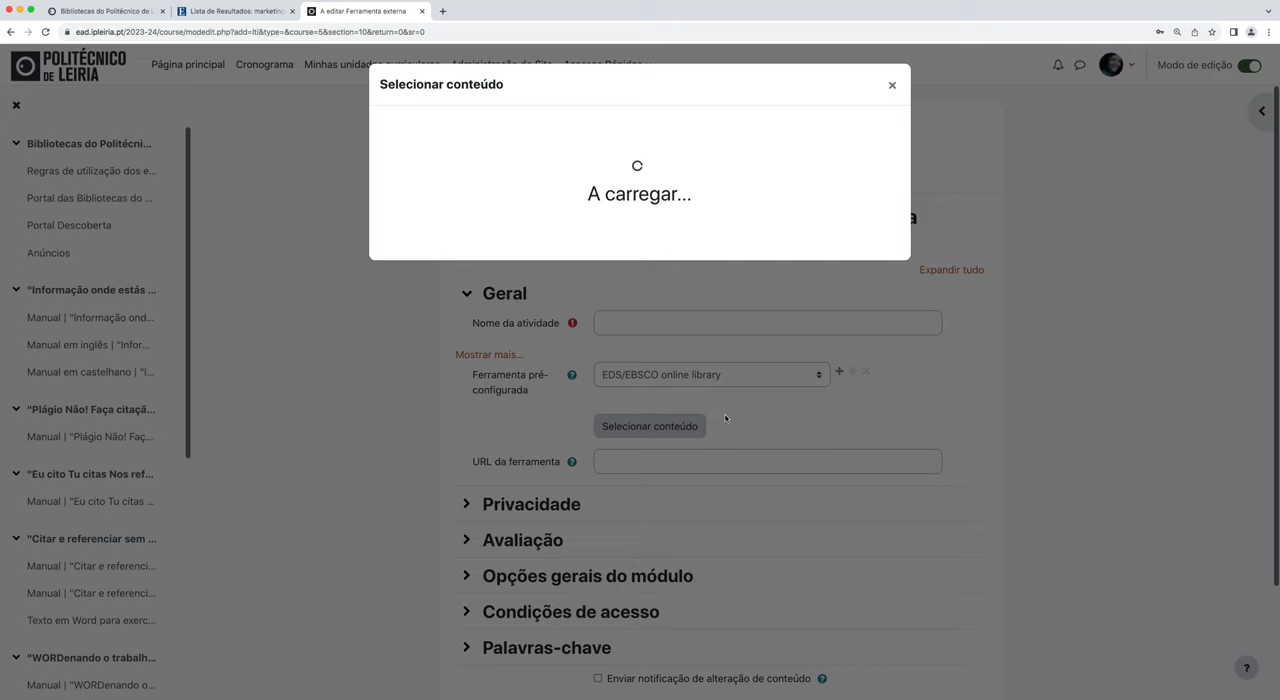 Bibliotecas do Politécnico de L
Lista de Resultados: marketing
A editar Ferramenta externa
ead.ipleiria.pt/2023-24/course/modedit.php?add=lti&type=&course=5&section=10&return=0&sr=0
POLITÉCNICO
DE LEIRIA
Página principal
Cronograma
Minhas unidades curriculares
Administração do Site
Acessos Rápidos
Modo de edição
Selecionar conteúdo
A carregar...
Bibliotecas do Politécni...
Regras de utilização dos e...
Portal das Bibliotecas do ...
Portal Descoberta
Anúncios
"Informação onde estás ...
Manual | "Informação ond...
Manual em inglês | "Infor...
Manual em castelhano | "I...
"Plágio Não! Faça citaçã...
Manual | "Plágio Não! Faç...
"Eu cito Tu citas Nos ref...
Manual | "Eu cito Tu citas ...
"Citar e referenciar sem ...
Manual | "Citar e referenci...
Manual | "Citar e referenci...
Texto em Word para exerc...
"WORDenando o trabalh...
Manual | "WORDenando o...
a
Expandir tudo
Geral
Nome da atividade
Mostrar mais...
Ferramenta pré-
configurada
EDS/EBSCO online library
Selecionar conteúdo
URL da ferramenta
Privacidade
Avaliação
Opções gerais do módulo
Condições de acesso
Palavras-chave
Enviar notificação de alteração de conteúdo